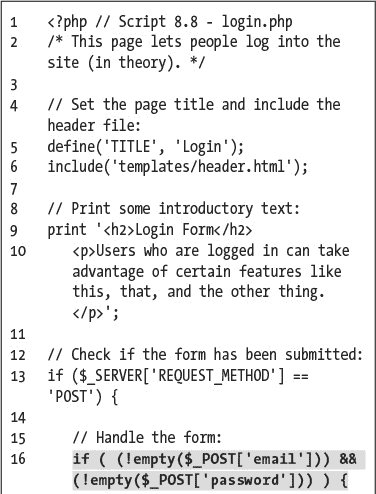 1 <?php // Script 8.8 - login.php
2 /* This page lets people log into the
site (in theory). */
3
4 // Set the page title and include the
header file:
5 define('TITLE', 'Login');
6 include('templates/header.html');
7
8 // Print some introductory text:
9 print '<h2>Login Form</h2>
10 <p>Users who are logged in can take
advantage of certain features like
this, that, and the other thing.
</p>';
11
12 // Check if the form has been submitted:
13 if ($_SERVER['REQUEST_METHOD'] ==
'POST') {
14
15 // Handle the form:
16 if ( (!empty($_POST['email'])) &&
(!empty($_POST['password'])) ) {